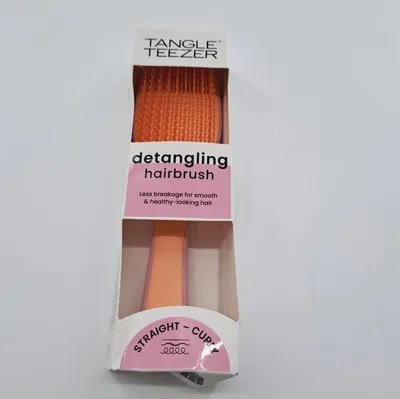 TANGLE
TEEZER
detangling
hairbrush
Less breakage for smooth
& healthy-looking hair
STRAIGHT - CURLY